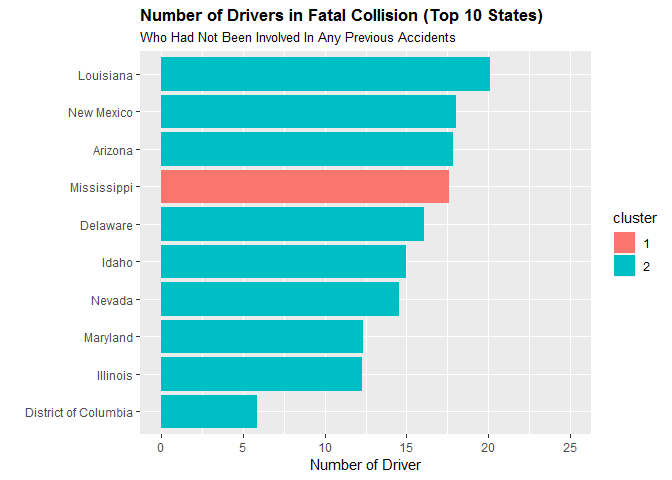 Number of Drivers in Fatal Collision (Top 10 States)
Who Had Not Been Involved In Any Previous Accidents
Louisiana
New Mexico
Arizona
Mississippi
Delaware
Idaho
Nevada
Maryland
Illinois
District of Columbia
0 5 10 15 20 25
Number of Driver
cluster
1
2